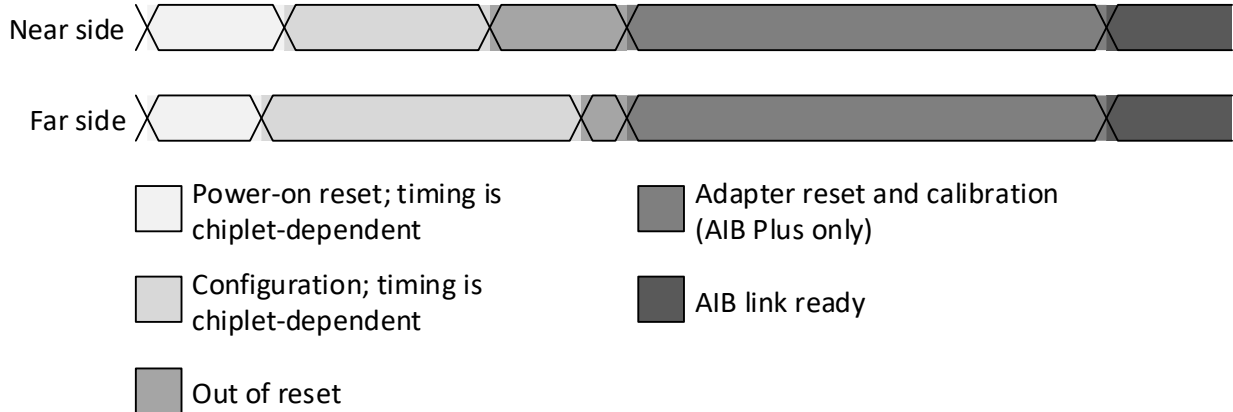 Near side
Far side
Power-on reset; timing is
chiplet-dependent
Configuration; timing is
chiplet-dependent
Out of reset
Adapter reset and calibration
(AIB Plus only)
AIB link ready